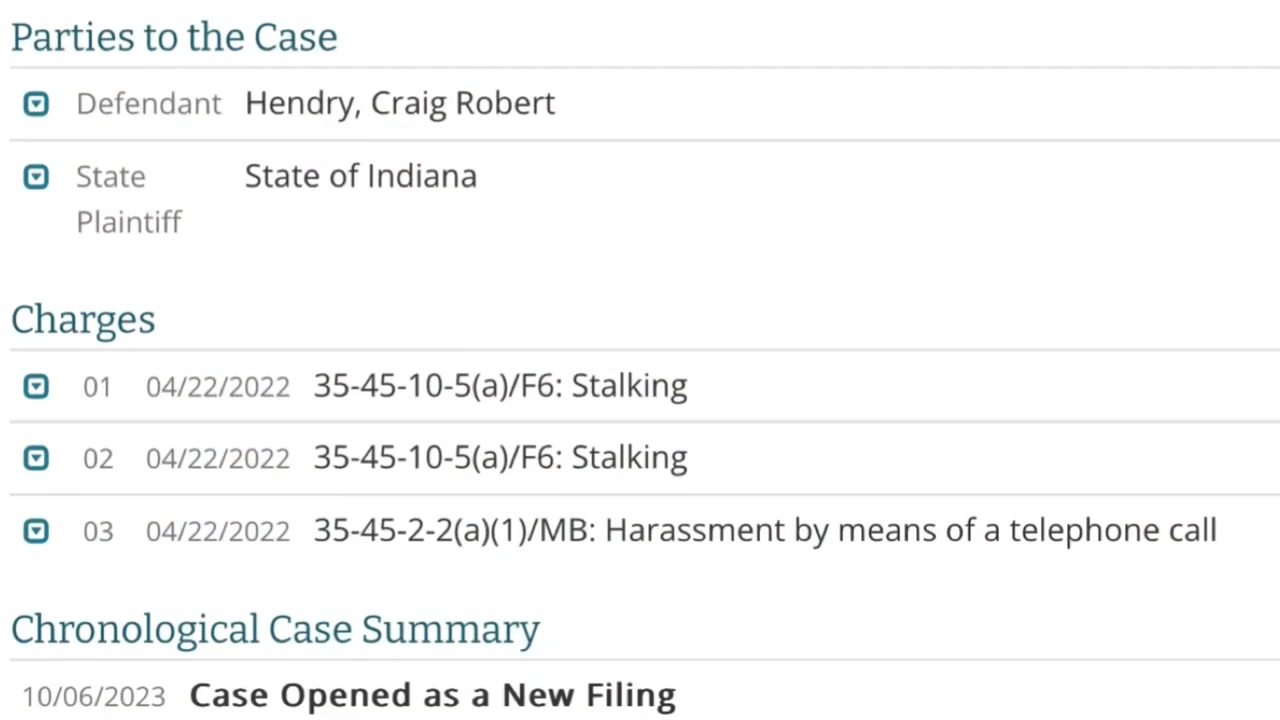 Parties to the Case
Defendant Hendry, Craig Robert
State State of Indiana
Plaintiff
Charges
01 04/22/2022 35-45-10-5(a)/F6: Stalking
02 04/22/2022 35-45-10-5(a)/F6: Stalking
03 04/22/2022 35-45-2-2(a)(1)/MB: Harassment by means of a telephone call
Chronological Case Summary
10/06/2023 Case Opened as a New Filing